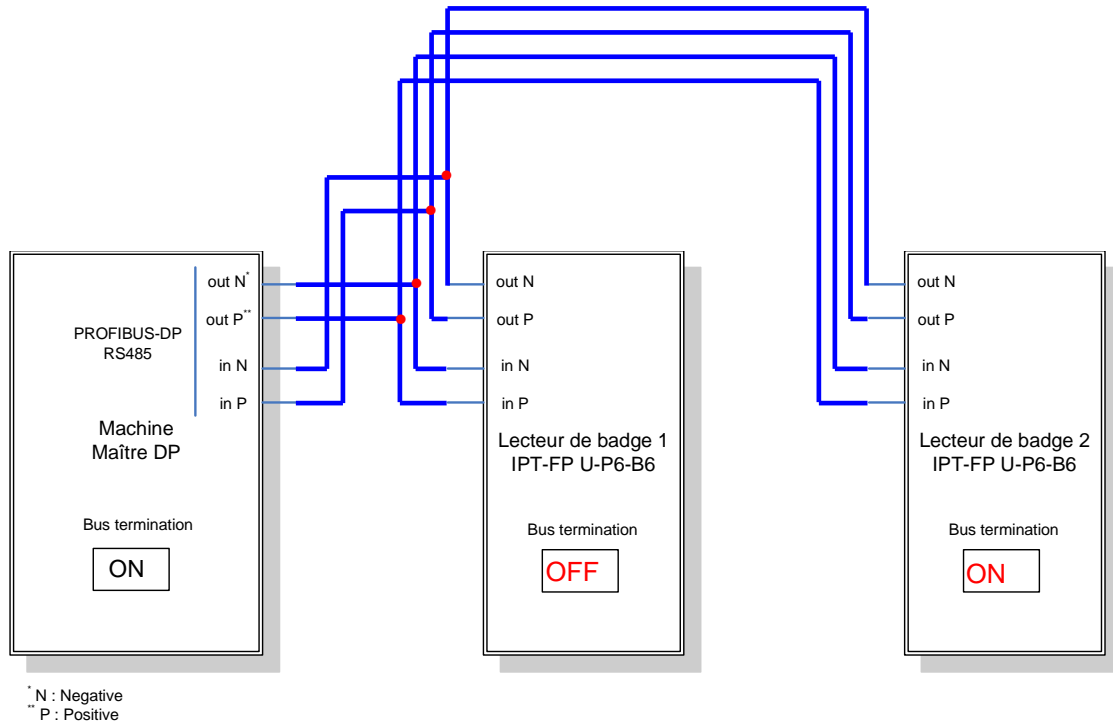 out N*
out P**
PROFIBUS-DP
RS485
in N
in P
Machine
Maître DP
Bus termination
ON
out N
out P
in N
in P
Lecteur de badge 1
IPT-FP U-P6-B6
Bus termination
OFF
out N
out P
in N
in P
Lecteur de badge 2
IPT-FP U-P6-B6
Bus termination
ON
* N : Negative
** P : Positive